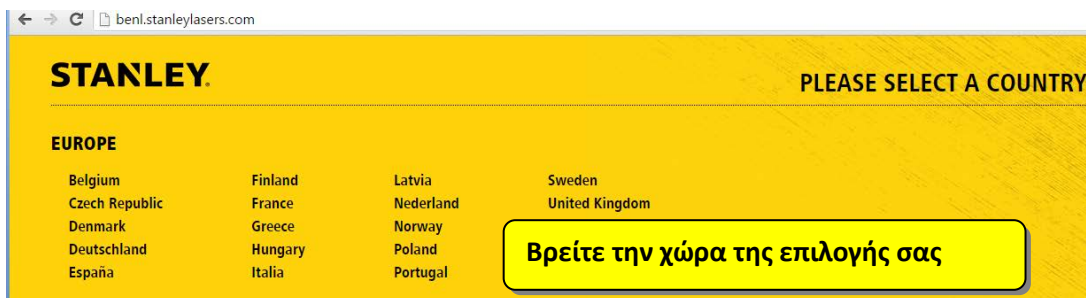 benl.stanleylasers.com
STANLEY.
PLEASE SELECT A COUNTRY
EUROPE
Belgium Finland Latvia Sweden
Czech Republic France Nederland United Kingdom
Denmark Greece Norway
Deutschland Hungary Poland
España Italia Portugal
Βρείτε την χώρα της επιλογής σας